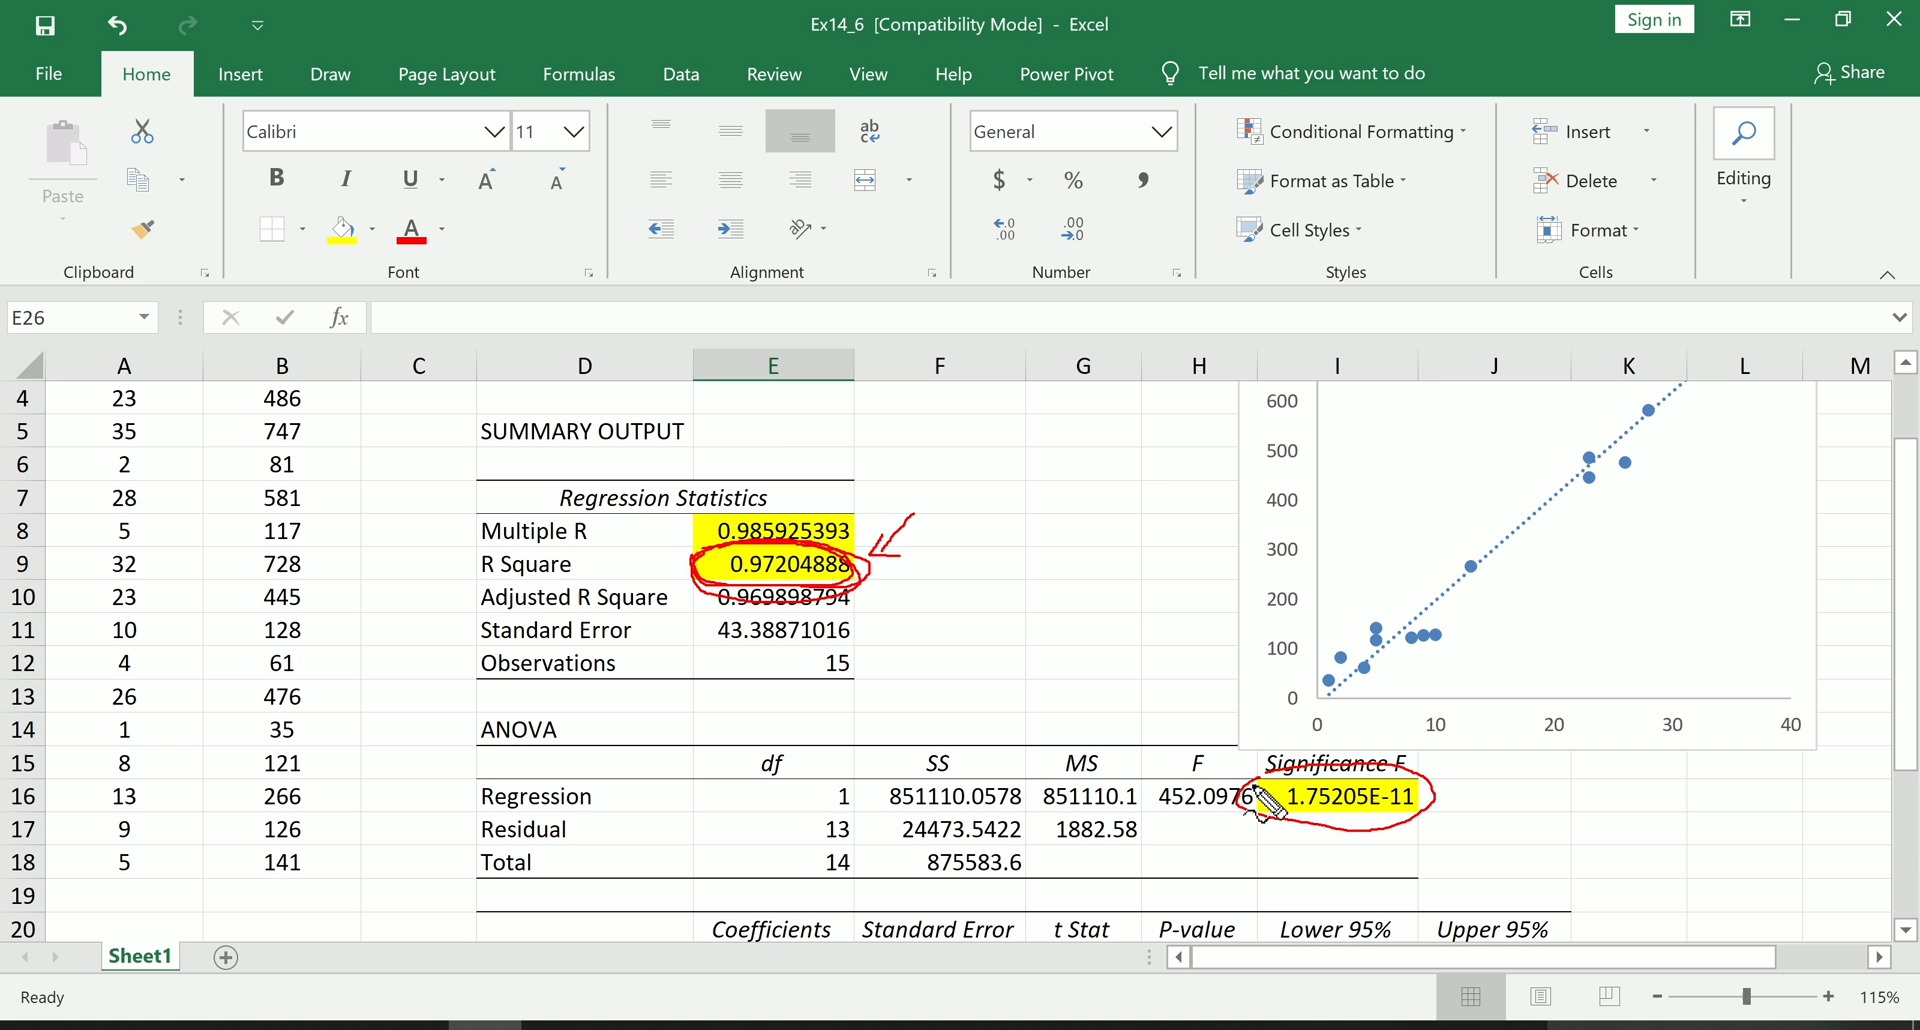 Ex14_6 [Compatibility Mode] - Excel
Sign in
File Home Insert Draw Page Layout Formulas Data Review View Help Power Pivot Tell me what you want to do Share
Paste
Calibri 11
B I U A A
ab
General
$ % ,
Conditional Formatting
Format as Table
Cell Styles
Insert
Delete
Format
Editing
Clipboard Font Alignment Number Styles Cells
E26 fx
A B C D E F G H I J K L M
4 23 486
5 35 747 SUMMARY OUTPUT
6 2 81
7 28 581 Regression Statistics
8 5 117 Multiple R 0.985925393
9 32 728 R Square 0.97204888
10 23 445 Adjusted R Square 0.969898794
11 10 128 Standard Error 43.38871016
12 4 61 Observations 15
13 26 476
14 1 35 ANOVA
15 8 121 df SS MS F Significance F
16 13 266 Regression 1 851110.0578 851110.1 452.0976 1.75205E-11
17 9 126 Residual 13 24473.5422 1882.58
18 5 141 Total 14 875583.6
19
20 Coefficients Standard Error t Stat P-value Lower 95% Upper 95%
600
500
400
300
200
100
0
0 10 20 30 40
Sheet1
Ready 115%